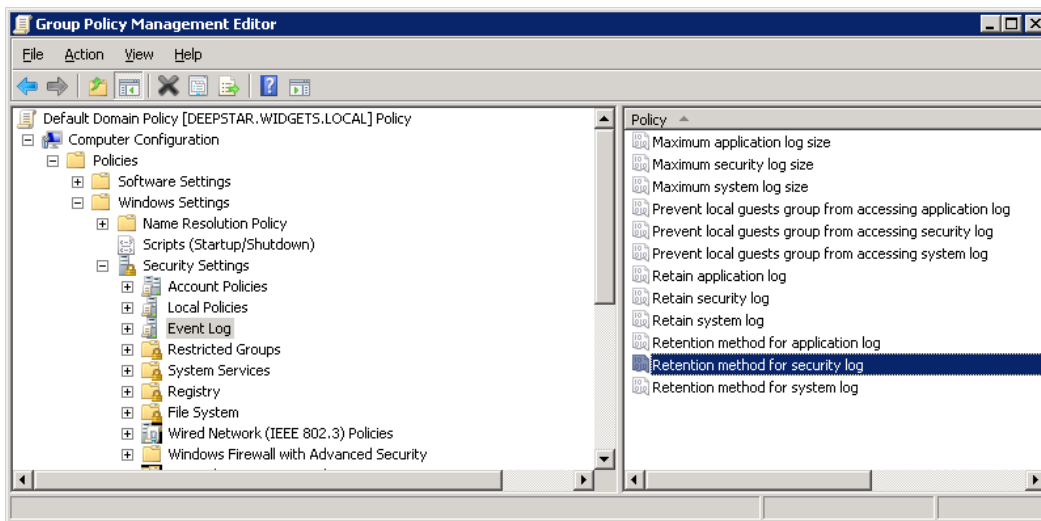 Group Policy Management Editor
File Action View Help
Default Domain Policy [DEEPSTAR.WIDGETS.LOCAL] Policy
Computer Configuration
Policies
Software Settings
Windows Settings
Name Resolution Policy
Scripts (Startup/Shutdown)
Security Settings
Account Policies
Local Policies
Event Log
Restricted Groups
System Services
Registry
File System
Wired Network (IEEE 802.3) Policies
Windows Firewall with Advanced Security
Policy
Maximum application log size
Maximum security log size
Maximum system log size
Prevent local guests group from accessing application log
Prevent local guests group from accessing security log
Prevent local guests group from accessing system log
Retain application log
Retain security log
Retain system log
Retention method for application log
Retention method for security log
Retention method for system log